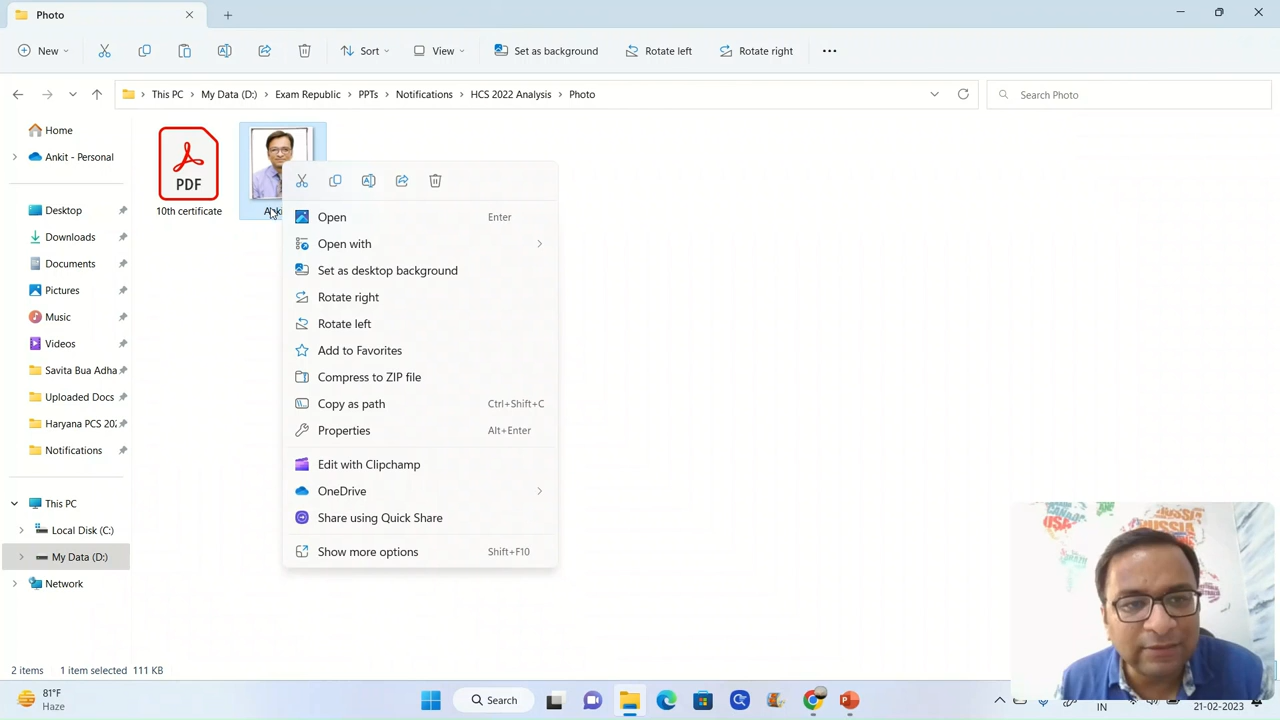 Photo
New
Sort
View
Set as background
Rotate left
Rotate right
This PC
My Data (D:)
Exam Republic
PPTs
Notifications
HCS 2022 Analysis
Photo
Search Photo
Home
Ankit - Personal
Desktop
Downloads
Documents
Pictures
Music
Videos
Savita Bua Adha
Uploaded Docs
Haryana PCS 202
Notifications
This PC
Local Disk (C:)
My Data (D:)
Network
PDF
10th certificate
Open Enter
Open with
Set as desktop background
Rotate right
Rotate left
Add to Favorites
Compress to ZIP file
Copy as path Ctrl+Shift+C
Properties Alt+Enter
Edit with Clipchamp
OneDrive
Share using Quick Share
Show more options Shift+F10
RUSSIA
2 items 1 item selected 111 KB
81°F
Haze
Search
IN
21-02-2023